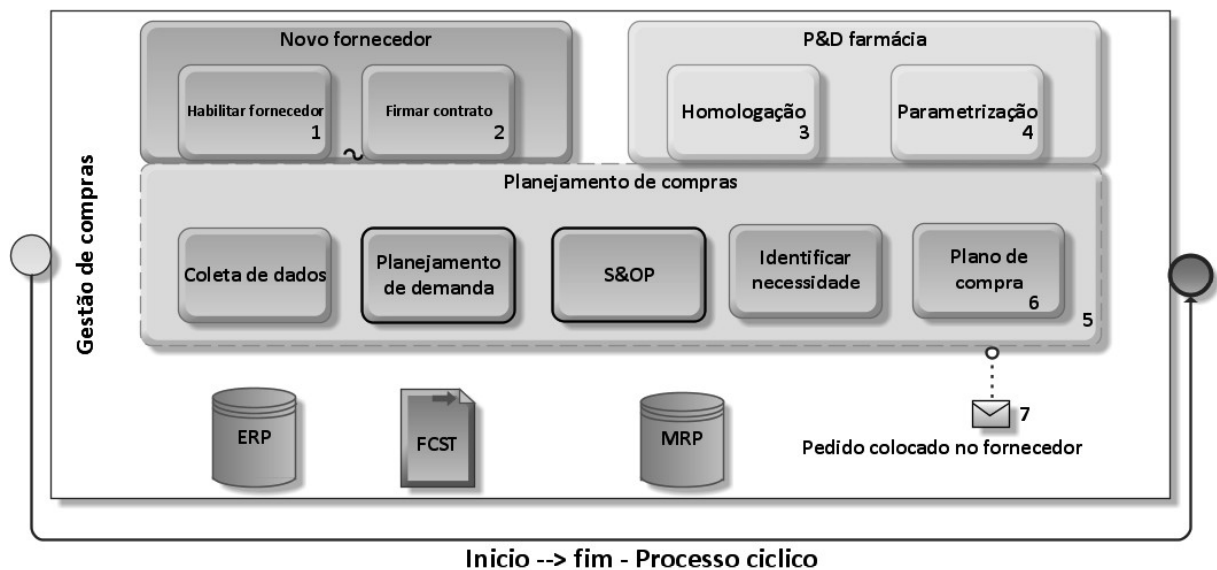 Novo fornecedor
P&D farmácia
Habilitar fornecedor
1
Firmar contrato
2
Homologação
3
Parametrização
4
Gestão de compras
Planejamento de compras
Coleta de dados
Planejamento
de demanda
S&OP
Identificar
necessidade
Plano de
compra
6
5
ERP
FCST
MRP
7
Pedido colocado no fornecedor
Inicio --> fim - Processo ciclico